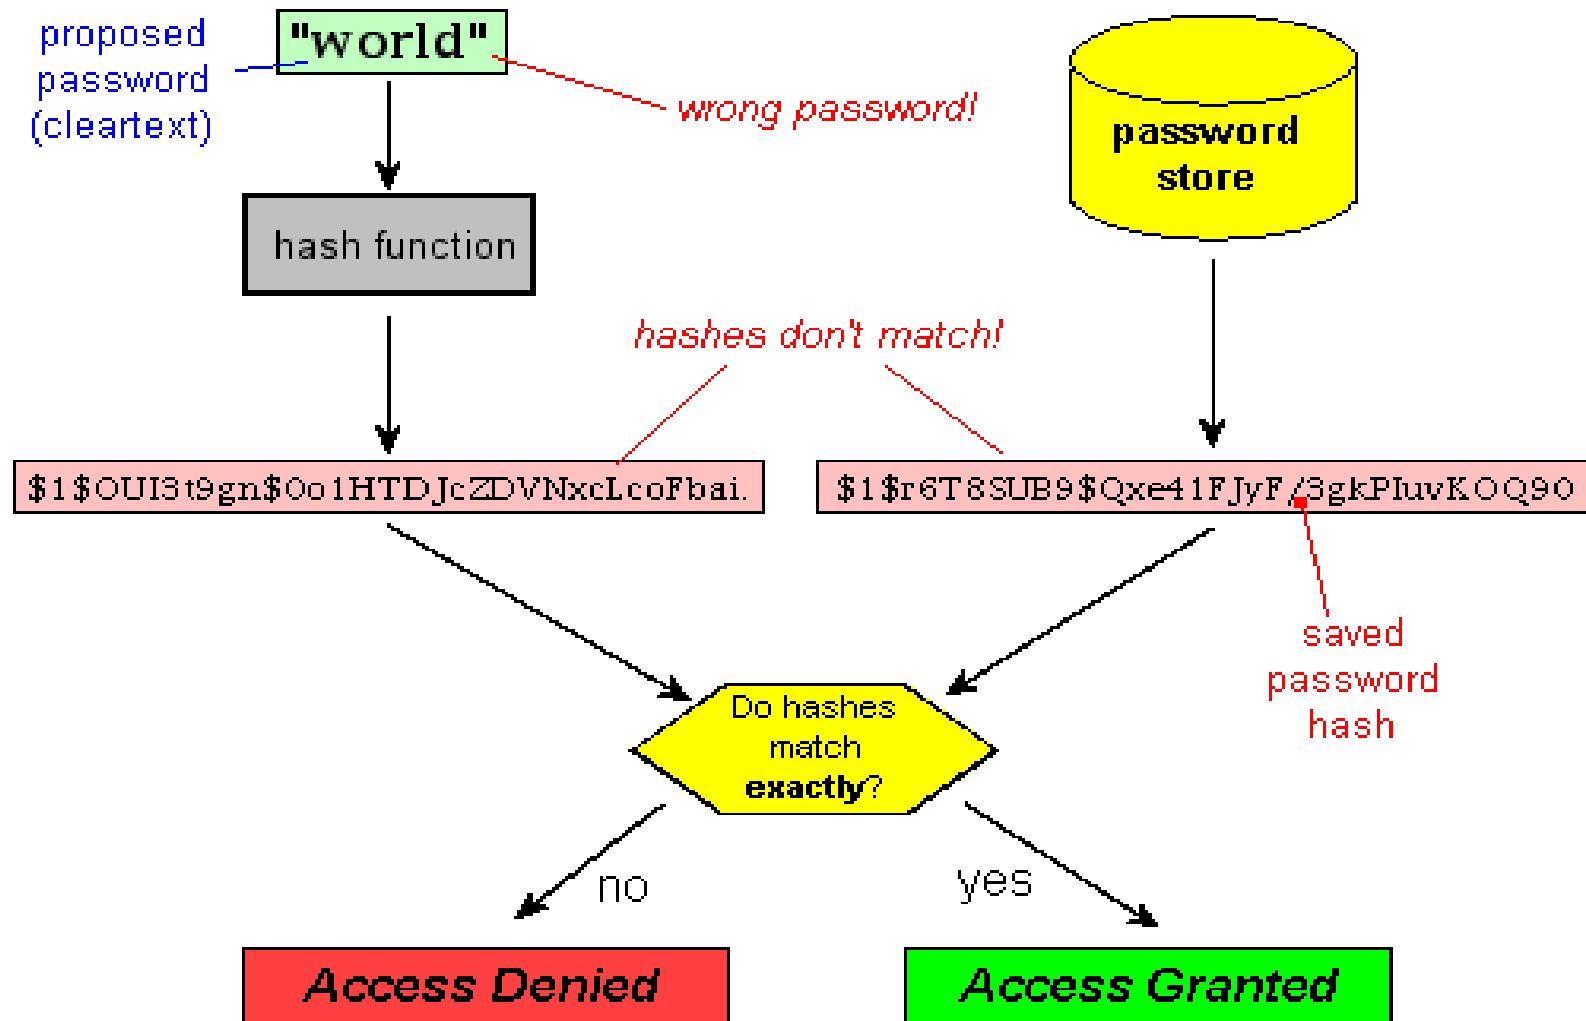 proposed
password
(cleartext)
"world"
wrong password!
password
store
hash function
hashes don't match!
$1$OUI3t9gn$0o1HTDJcZDVNxcLcoFbai.
$1$r6T8SUB9$Qxe41FJyF/3gkPIuvKOQ90
saved
password
hash
Do hashes
match
exactly?
no
yes
Access Denied
Access Granted